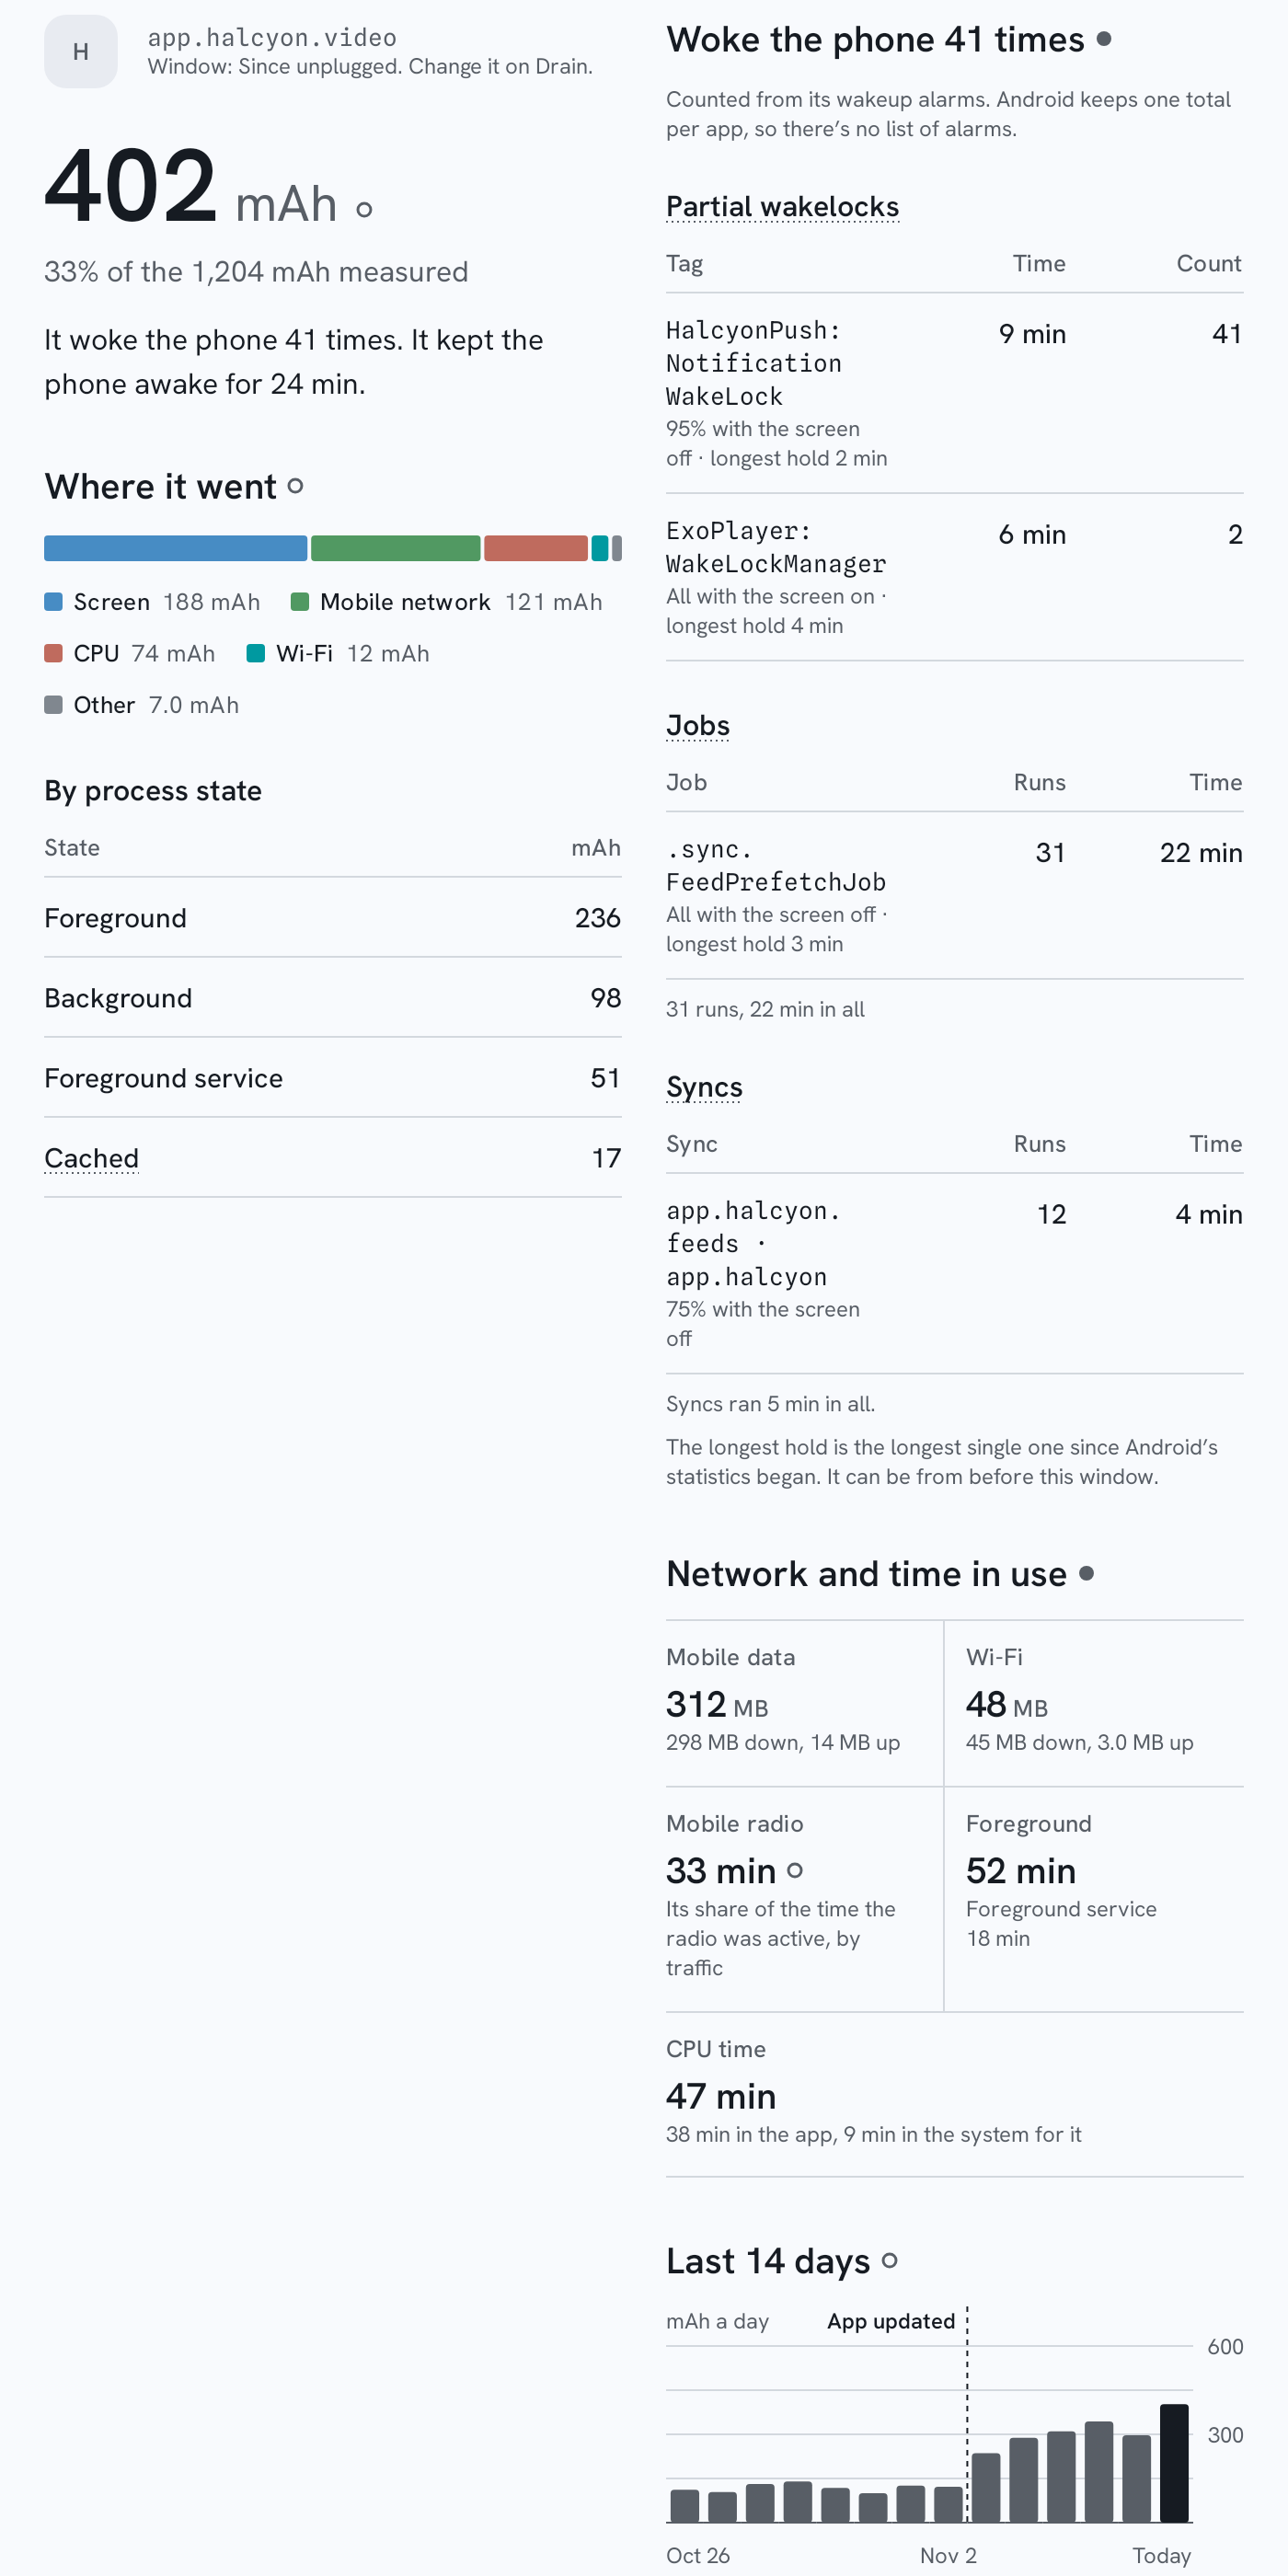 H
app.halcyon.video
Window: Since unplugged. Change it on Drain.
402 mAh
33% of the 1,204 mAh measured
It woke the phone 41 times. It kept the
phone awake for 24 min.
Where it went
Screen 188 mAh Mobile network 121 mAh
CPU 74 mAh Wi-Fi 12 mAh
Other 7.0 mAh
By process state
State mAh
Foreground 236
Background 98
Foreground service 51
Cached 17
Woke the phone 41 times
Counted from its wakeup alarms. Android keeps one total
per app, so there’s no list of alarms.
Partial wakelocks
Tag Time Count
HalcyonPush: 9 min 41
Notification
WakeLock
95% with the screen
off · longest hold 2 min
ExoPlayer: 6 min 2
WakeLockManager
All with the screen on ·
longest hold 4 min
Jobs
Job Runs Time
.sync. 31 22 min
FeedPrefetchJob
All with the screen off ·
longest hold 3 min
31 runs, 22 min in all
Syncs
Sync Runs Time
app.halcyon. 12 4 min
feeds ·
app.halcyon
75% with the screen
off
Syncs ran 5 min in all.
The longest hold is the longest single one since Android’s
statistics began. It can be from before this window.
Network and time in use
Mobile data Wi-Fi
312 MB 48 MB
298 MB down, 14 MB up 45 MB down, 3.0 MB up
Mobile radio Foreground
33 min 52 min
Its share of the time the Foreground service
radio was active, by 18 min
traffic
CPU time
47 min
38 min in the app, 9 min in the system for it
Last 14 days
mAh a day App updated
600
300
Oct 26 Nov 2 Today